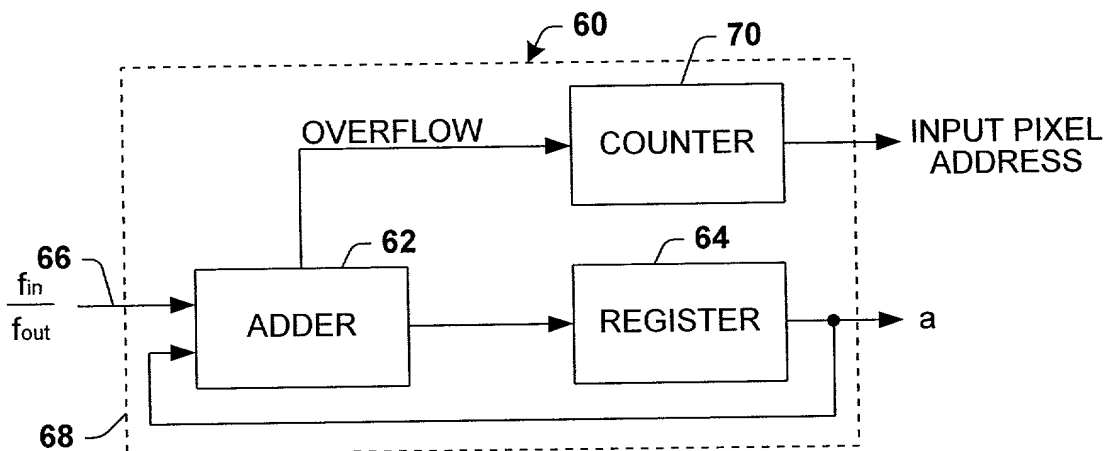 60
70
OVERFLOW
COUNTER
INPUT PIXEL
ADDRESS
66
62
64
fin
fout
ADDER
REGISTER
a
68